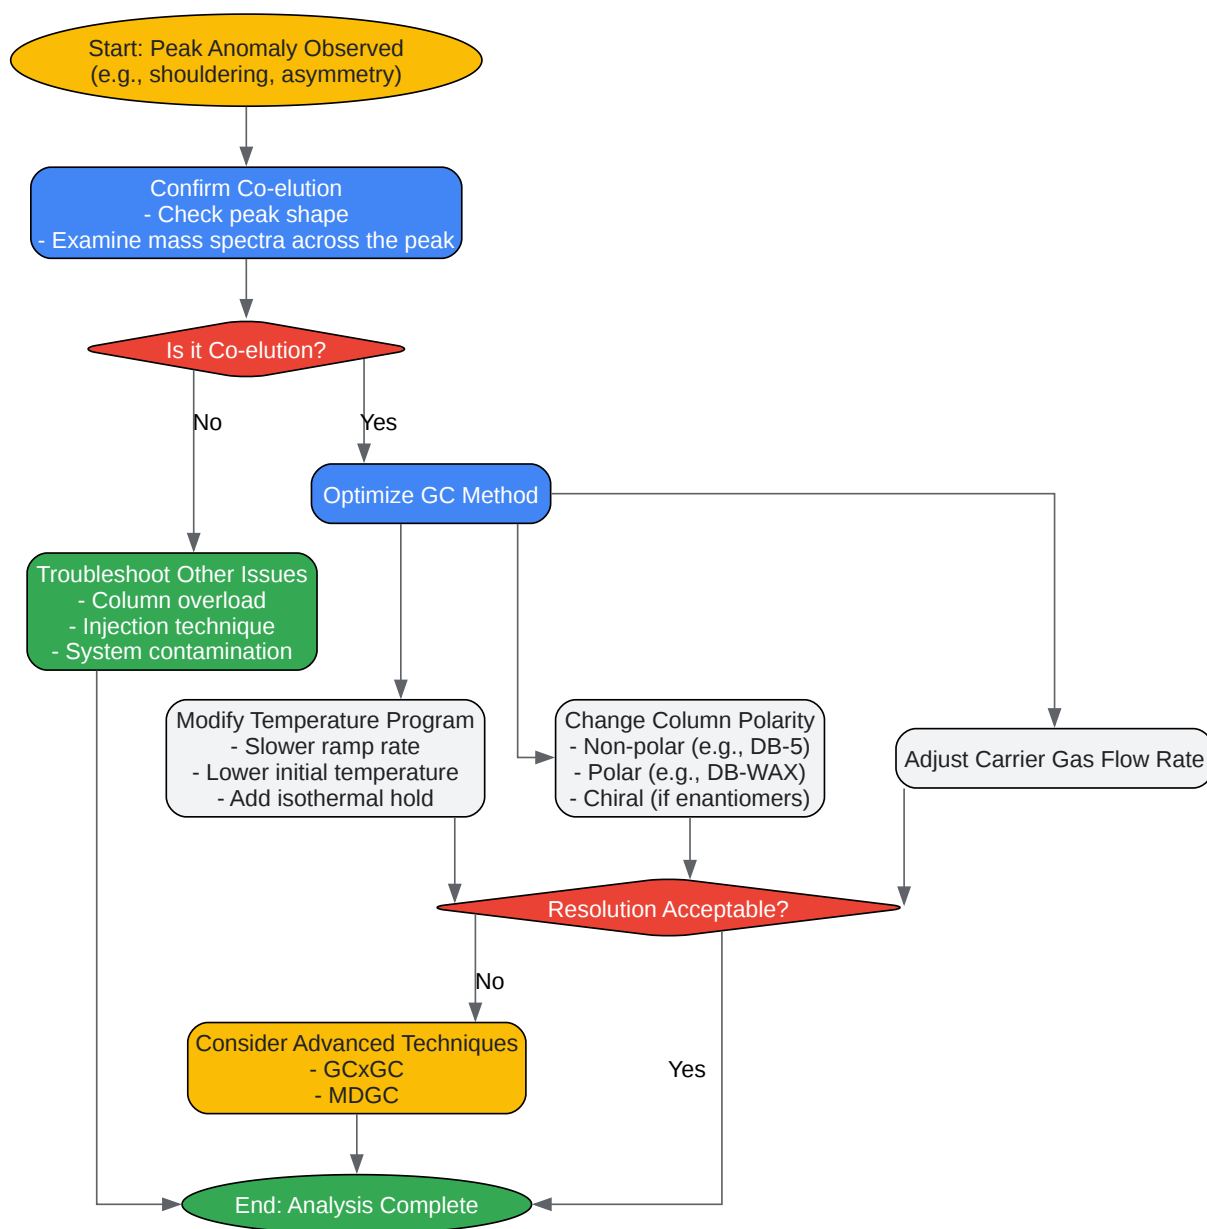 Start: Peak Anomaly Observed
(e.g., shouldering, asymmetry)
Confirm Co-elution
- Check peak shape
- Examine mass spectra across the peak
Is it Co-elution?
No
Yes
Optimize GC Method
Troubleshoot Other Issues
- Column overload
- Injection technique
- System contamination
Modify Temperature Program
- Slower ramp rate
- Lower initial temperature
- Add isothermal hold
Change Column Polarity
- Non-polar (e.g., DB-5)
- Polar (e.g., DB-WAX)
- Chiral (if enantiomers)
Adjust Carrier Gas Flow Rate
Resolution Acceptable?
No
Consider Advanced Techniques
- GCxGC
- MDGC
Yes
End: Analysis Complete